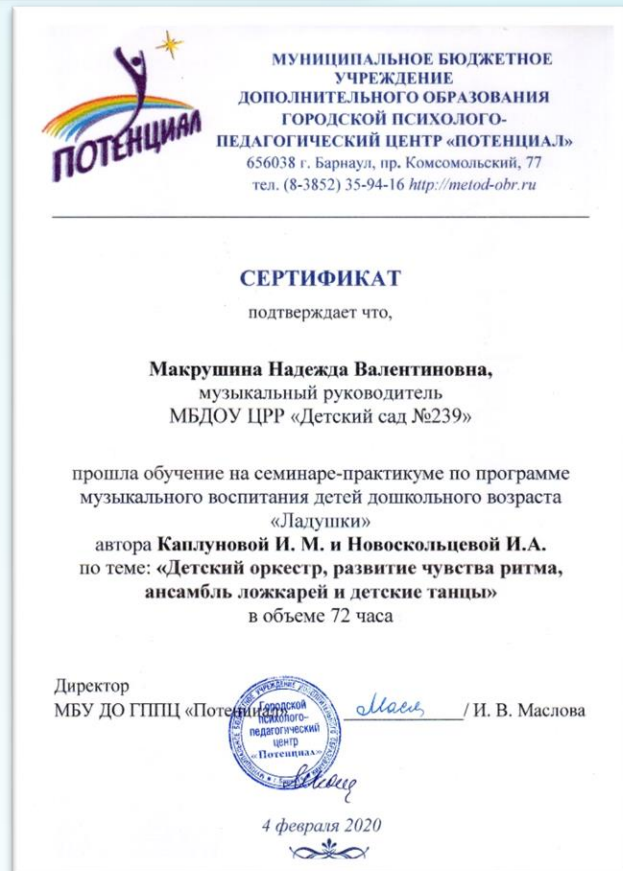 ПОТЕНЦИАЛ
МУНИЦИПАЛЬНОЕ БЮДЖЕТНОЕ
УЧРЕЖДЕНИЕ
ДОПОЛНИТЕЛЬНОГО ОБРАЗОВАНИЯ
ГОРОДСКОЙ ПСИХОЛОГО-
ПЕДАГОГИЧЕСКИЙ ЦЕНТР «ПОТЕНЦИАЛ»
656038 г. Барнаул, пр. Комсомольский, 77
тел. (8-3852) 35-94-16 http://metod-obr.ru
СЕРТИФИКАТ
подтверждает что,
Макрушина Надежда Валентиновна,
музыкальный руководитель
МБДОУ ЦРР «Детский сад №239»
прошла обучение на семинаре-практикуме по программе
музыкального воспитания детей дошкольного возраста
«Ладушки»
автора Каплуновой И. М. и Новоскольцевой И.А.
по теме: «Детский оркестр, развитие чувства ритма,
ансамбль ложкарей и детские танцы»
в объеме 72 часа
Директор
МБУ ДО ГППЦ «Потенциал» / И. В. Маслова
Городской
психолого-
педагогический
центр
«Потенциал»
4 февраля 2020